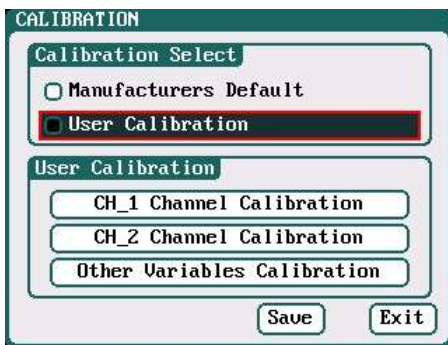 CALIBRATION
Calibration Select
Manufacturers Default
User Calibration
User Calibration
CH_1 Channel Calibration
CH_2 Channel Calibration
Other Variables Calibration
Save Exit